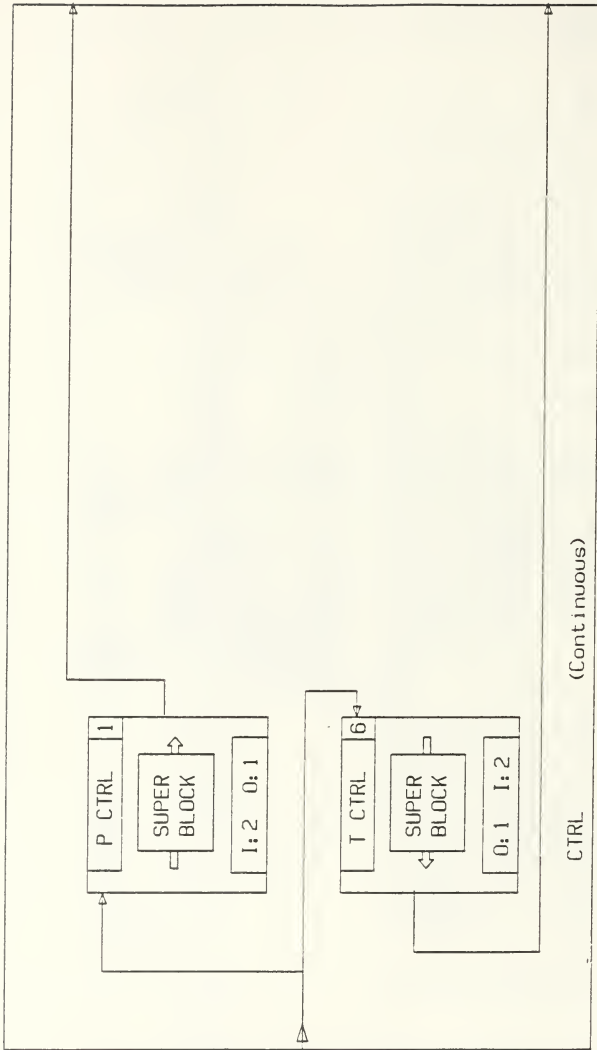 P CTRL 1
SUPER
BLOCK
I: 2 O: 1
T CTRL 6
SUPER
BLOCK
O: 1 I: 2
CTRL (Continuous)